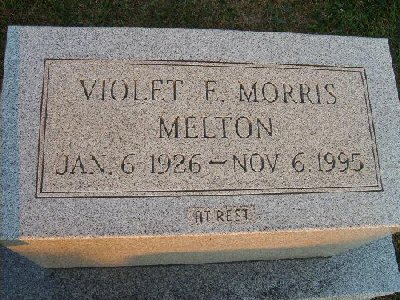 VIOLET F. MORRIS
MELTON
JAN. 6 1926 – NOV. 6, 1995
AT REST